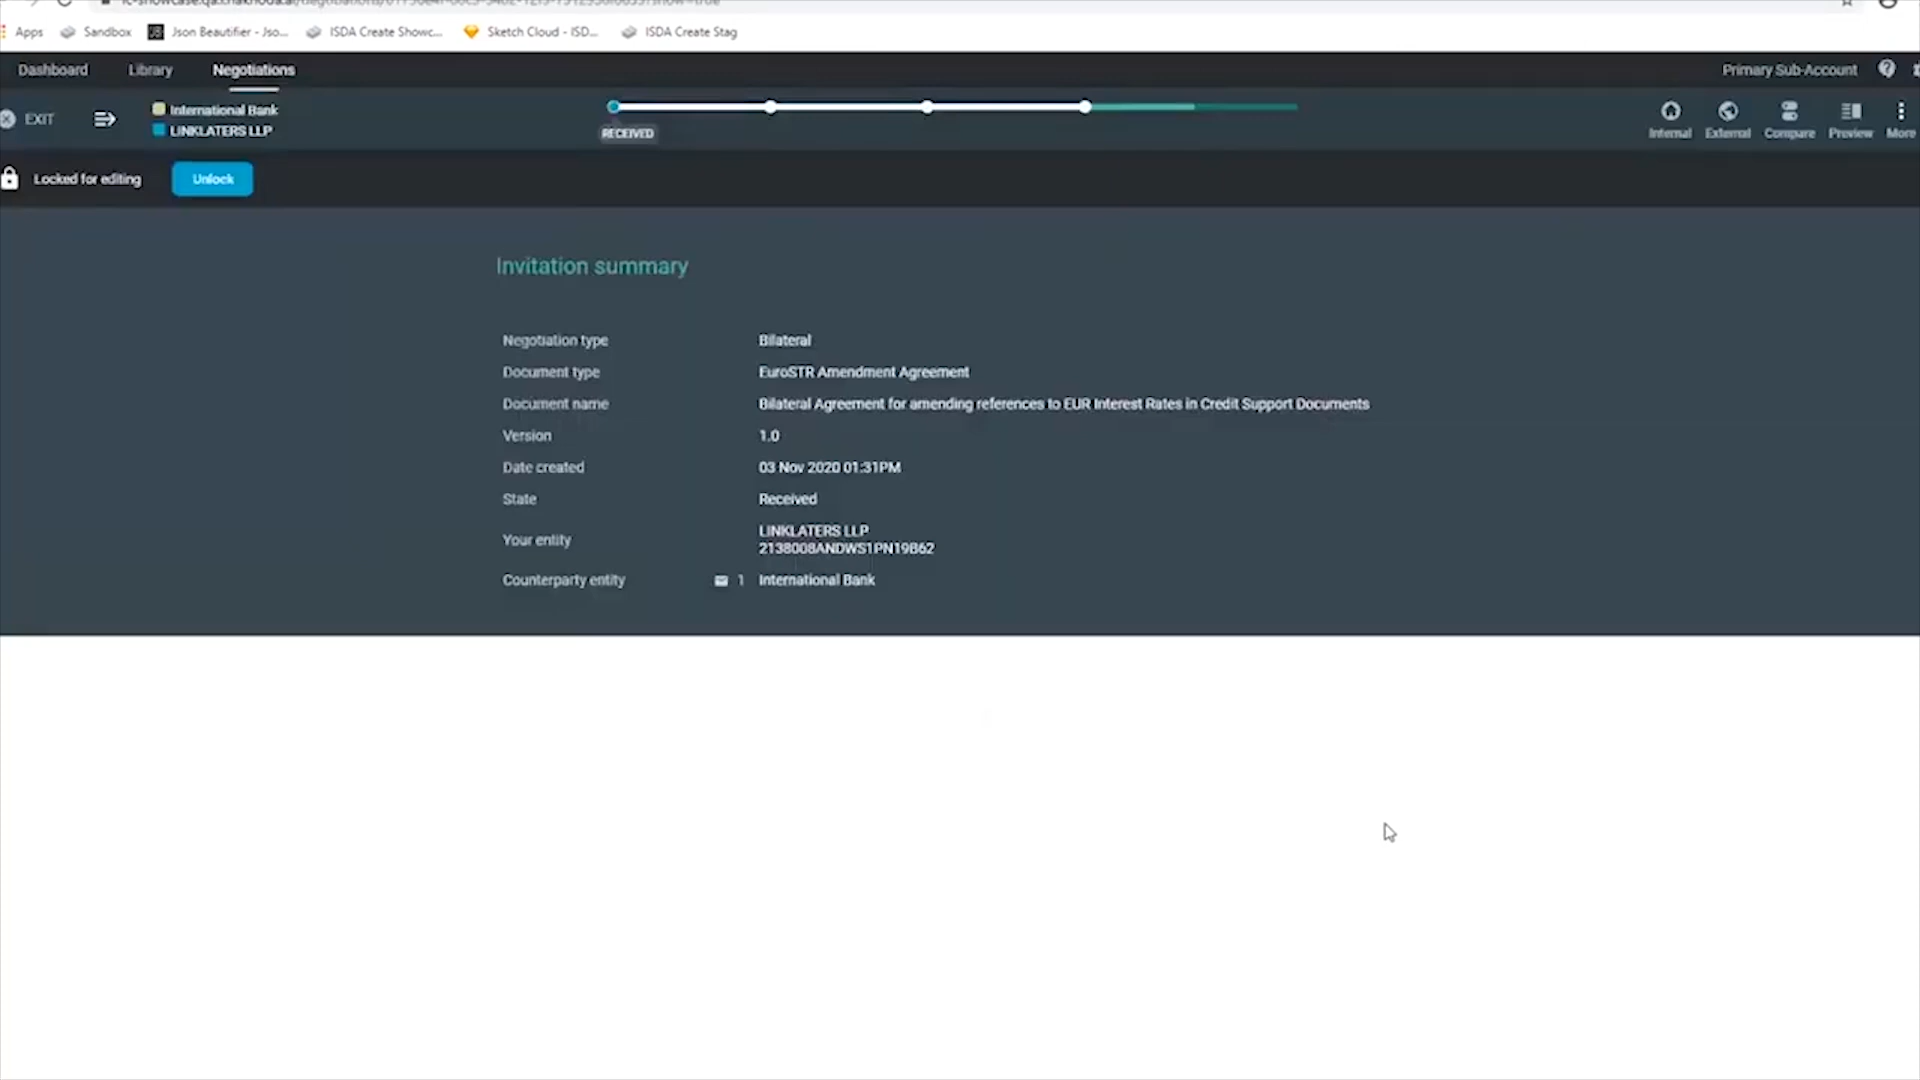 Apps
Sandbox
Json Beautifier - Jso...
ISDA Create Showc...
Sketch Cloud - ISD...
ISDA Create Stag
Dashboard
Library
Negotiations
Primary Sub-Account
EXIT
International Bank
LINKLATERS LLP
RECEIVED
Internal
External
Compare
Preview
More
Locked for editing
Unlock
Invitation summary
Negotiation type Bilateral
Document type EuroSTR Amendment Agreement
Document name Bilateral Agreement for amending references to EUR Interest Rates in Credit Support Documents
Version 1.0
Date created 03 Nov 2020 01:31PM
State Received
Your entity LINKLATERS LLP
2138008ANDWS1PN19B62
Counterparty entity 1 International Bank